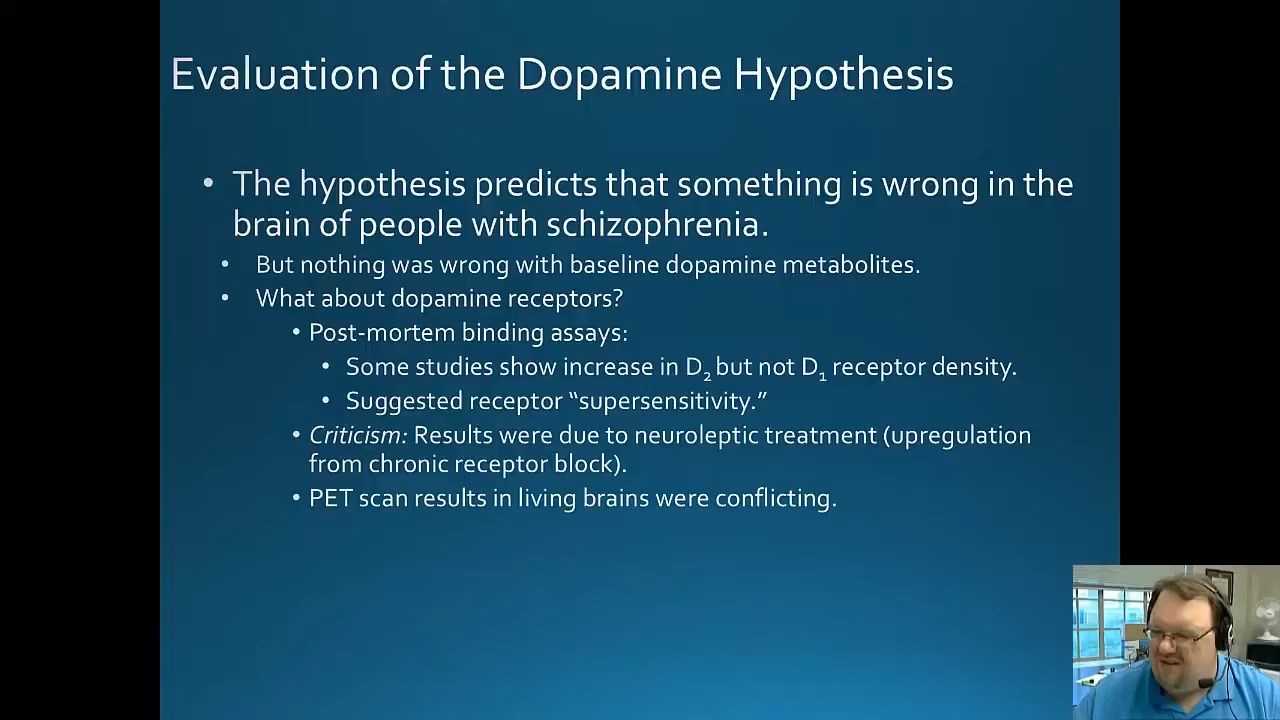 Evaluation of the Dopamine Hypothesis
• The hypothesis predicts that something is wrong in the
brain of people with schizophrenia.
• But nothing was wrong with baseline dopamine metabolites.
• What about dopamine receptors?
• Post-mortem binding assays:
• Some studies show increase in D₂ but not D₁ receptor density.
• Suggested receptor “supersensitivity.”
• Criticism: Results were due to neuroleptic treatment (upregulation
from chronic receptor block).
• PET scan results in living brains were conflicting.